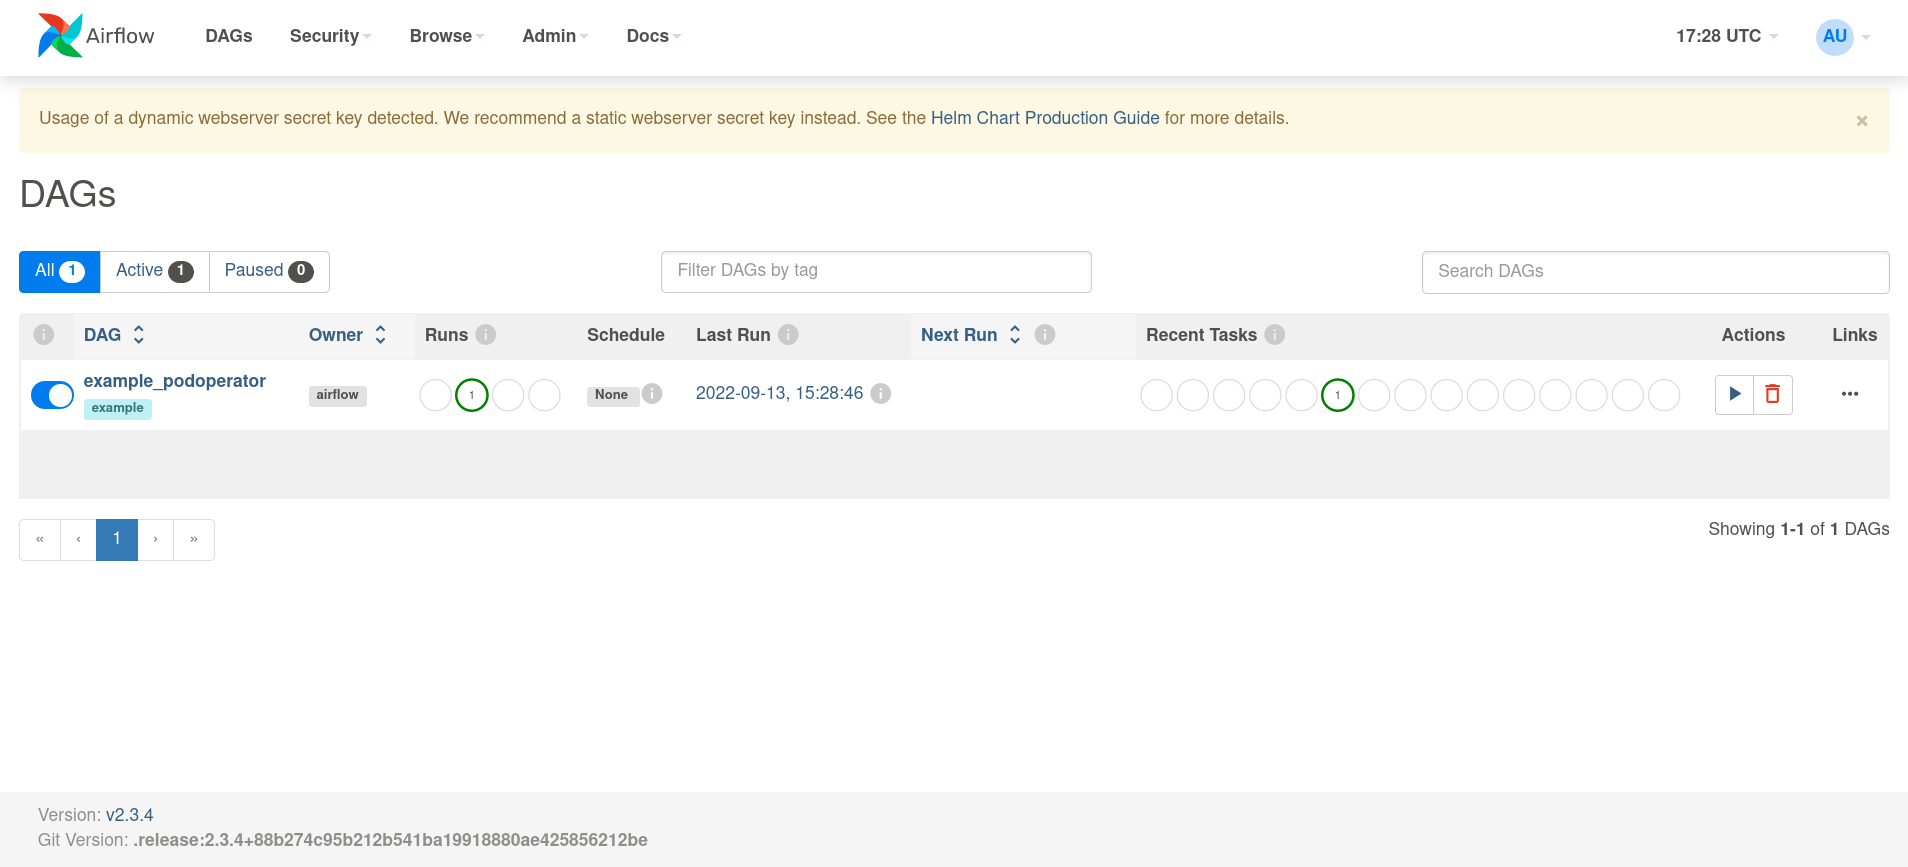 Airflow DAGs Security Browse Admin Docs 17:28 UTC AU
Usage of a dynamic webserver secret key detected. We recommend a static webserver secret key instead. See the Helm Chart Production Guide for more details. ×
DAGs
All 1 Active 1 Paused 0 Filter DAGs by tag Search DAGs
i DAG Owner Runs i Schedule Last Run i Next Run i Recent Tasks i Actions Links
example_podoperator
airflow 1 None i 2022-09-13, 15:28:46 i 1 •••
example
« ‹ 1 › »
Showing 1-1 of 1 DAGs
Version: v2.3.4
Git Version: .release:2.3.4+88b274c95b212b541ba19918880ae425856212be